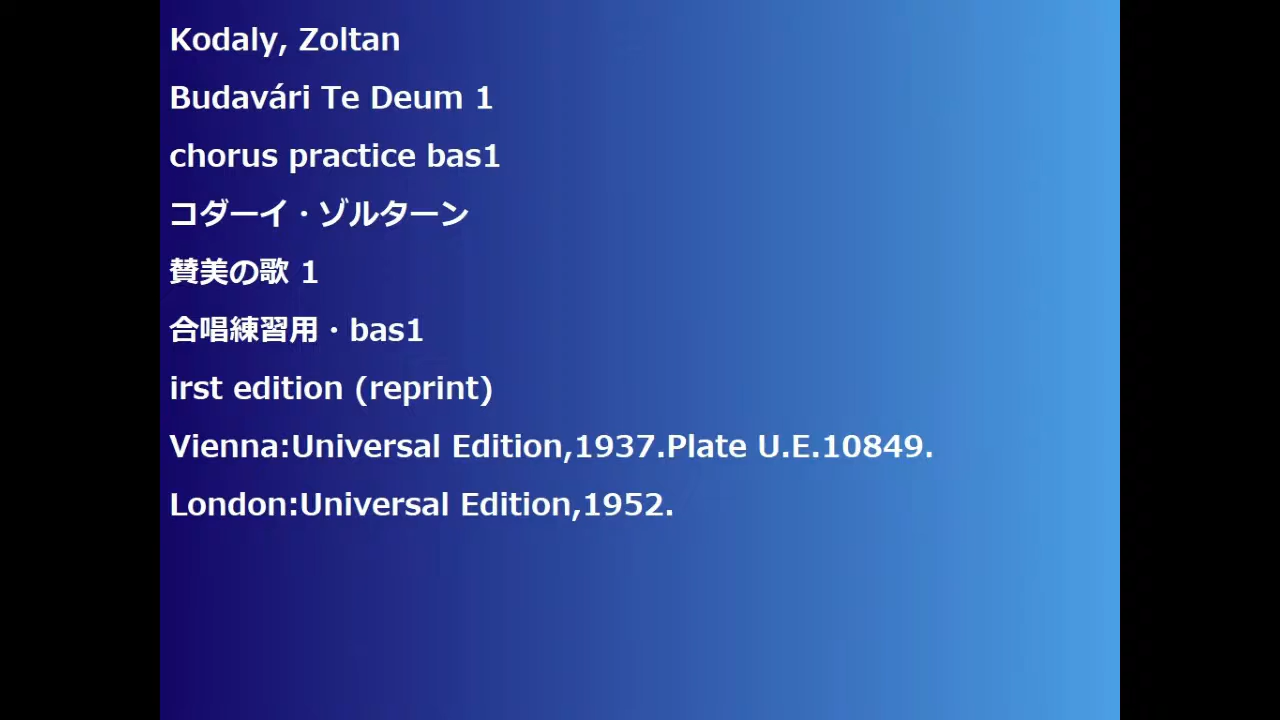 Kodaly, Zoltan
Budavári Te Deum 1
chorus practice bas1
コダーイ・ゾルターン
賛美の歌 1
合唱練習用・bas1
irst edition (reprint)
Vienna:Universal Edition,1937.Plate U.E.10849.
London:Universal Edition,1952.